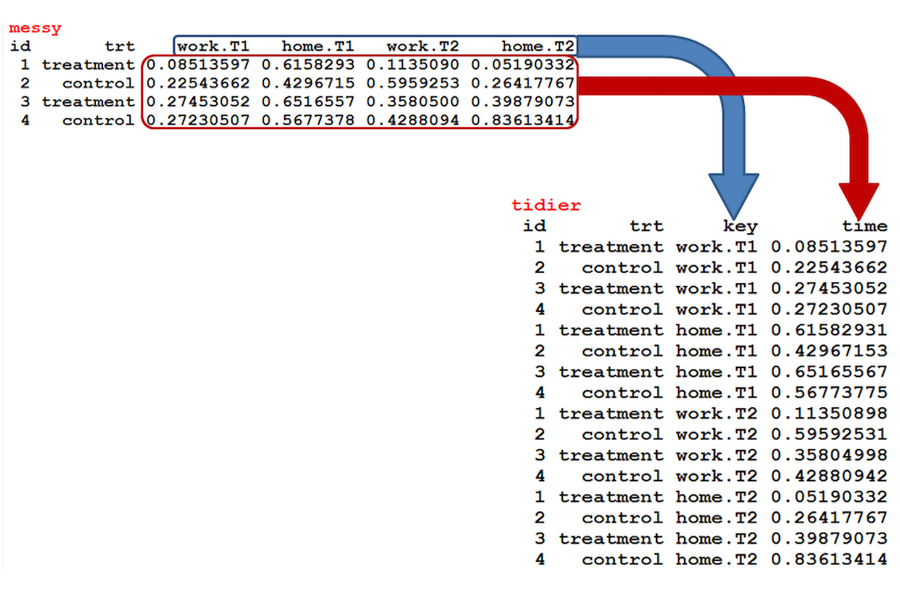 messy
id trt work.T1 home.T1 work.T2 home.T2
1 treatment 0.08513597 0.6158293 0.1135090 0.05190332
2 control 0.22543662 0.4296715 0.5959253 0.26417767
3 treatment 0.27453052 0.6516557 0.3580500 0.39879073
4 control 0.27230507 0.5677378 0.4288094 0.83613414
tidier
id trt key time
1 treatment work.T1 0.08513597
2 control work.T1 0.22543662
3 treatment work.T1 0.27453052
4 control work.T1 0.27230507
1 treatment home.T1 0.61582931
2 control home.T1 0.42967153
3 treatment home.T1 0.65165567
4 control home.T1 0.56773775
1 treatment work.T2 0.11350898
2 control work.T2 0.59592531
3 treatment work.T2 0.35804998
4 control work.T2 0.42880942
1 treatment home.T2 0.05190332
2 control home.T2 0.26417767
3 treatment home.T2 0.39879073
4 control home.T2 0.83613414